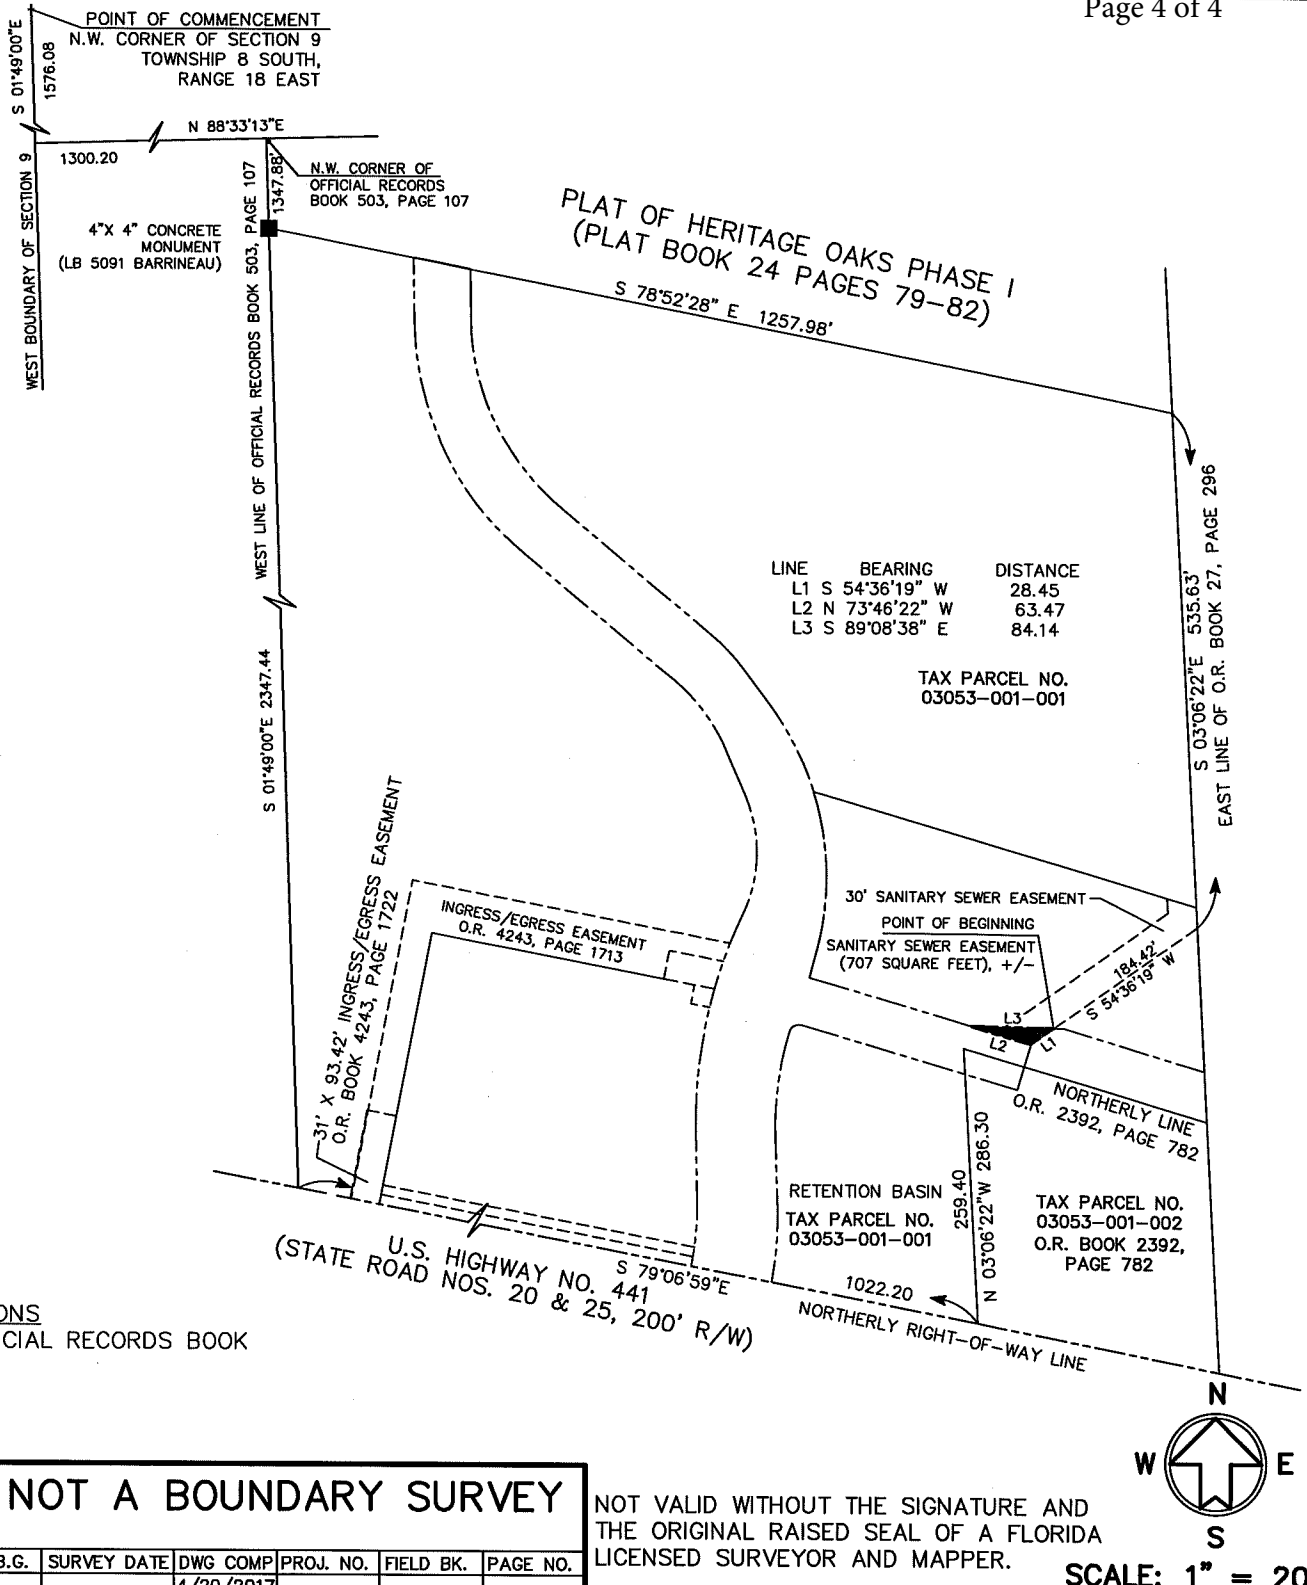 Page 4 of 4
POINT OF COMMENCEMENT
N.W. CORNER OF SECTION 9
TOWNSHIP 8 SOUTH,
RANGE 18 EAST
S 01°49'00"E
1576.08
N 88°33'13"E
1300.20
WEST BOUNDARY OF SECTION 9
N.W. CORNER OF
OFFICIAL RECORDS
BOOK 503, PAGE 107
1347.88'
4"X 4" CONCRETE
MONUMENT
(LB 5091 BARRINEAU)
WEST LINE OF OFFICIAL RECORDS BOOK 503, PAGE 107
PLAT OF HERITAGE OAKS PHASE I
(PLAT BOOK 24 PAGES 79-82)
S 78°52'28" E 1257.98'
LINE BEARING DISTANCE
L1 S 54°36'19" W 28.45
L2 N 73°46'22" W 63.47
L3 S 89°08'38" E 84.14
TAX PARCEL NO.
03053-001-001
S 03°06'22"E 535.63'
EAST LINE OF O.R. BOOK 27, PAGE 296
S 01°49'00"E 2347.44
31' X 93.42' INGRESS/EGRESS EASEMENT
O.R. BOOK 4243, PAGE 1722
INGRESS/EGRESS EASEMENT
O.R. 4243, PAGE 1713
30' SANITARY SEWER EASEMENT
POINT OF BEGINNING
SANITARY SEWER EASEMENT
(707 SQUARE FEET), +/-
184.42'
S 54°36'19" W
L3
L2
L1
NORTHERLY LINE
O.R. 2392, PAGE 782
259.40
N 03°06'22"W 286.30
RETENTION BASIN
TAX PARCEL NO.
03053-001-001
TAX PARCEL NO.
03053-001-002
O.R. BOOK 2392,
PAGE 782
U.S. HIGHWAY NO. 441
(STATE ROAD NOS. 20 & 25, 200' R/W)
S 79°06'59"E
1022.20
NORTHERLY RIGHT-OF-WAY LINE
ONS
CIAL RECORDS BOOK
N
W E
S
NOT A BOUNDARY SURVEY
NOT VALID WITHOUT THE SIGNATURE AND
THE ORIGINAL RAISED SEAL OF A FLORIDA
LICENSED SURVEYOR AND MAPPER.
B.G. SURVEY DATE DWG COMP PROJ. NO. FIELD BK. PAGE NO.
4/20/2017
SCALE: 1" = 20